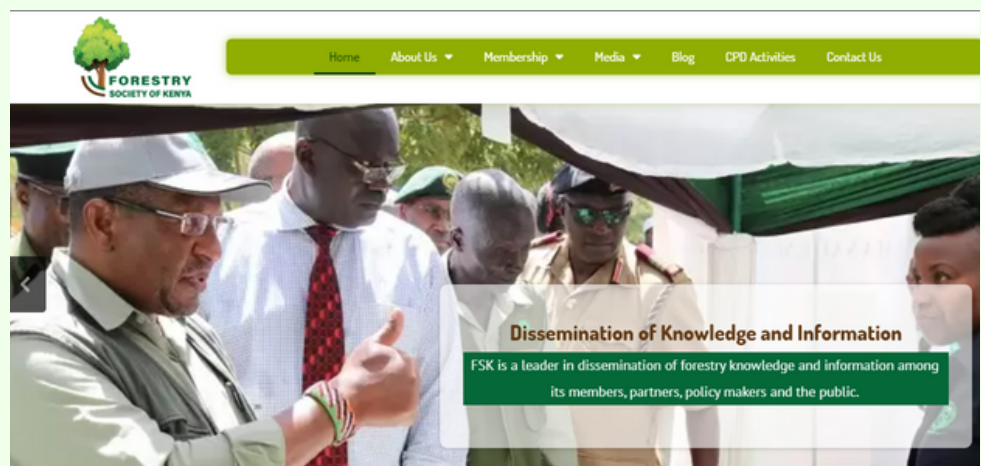 FORESTRY
SOCIETY OF KENYA
Home About Us Membership Media Blog CPD Activities Contact Us
Dissemination of Knowledge and Information
FSK is a leader in dissemination of forestry knowledge and information among
its members, partners, policy makers and the public.